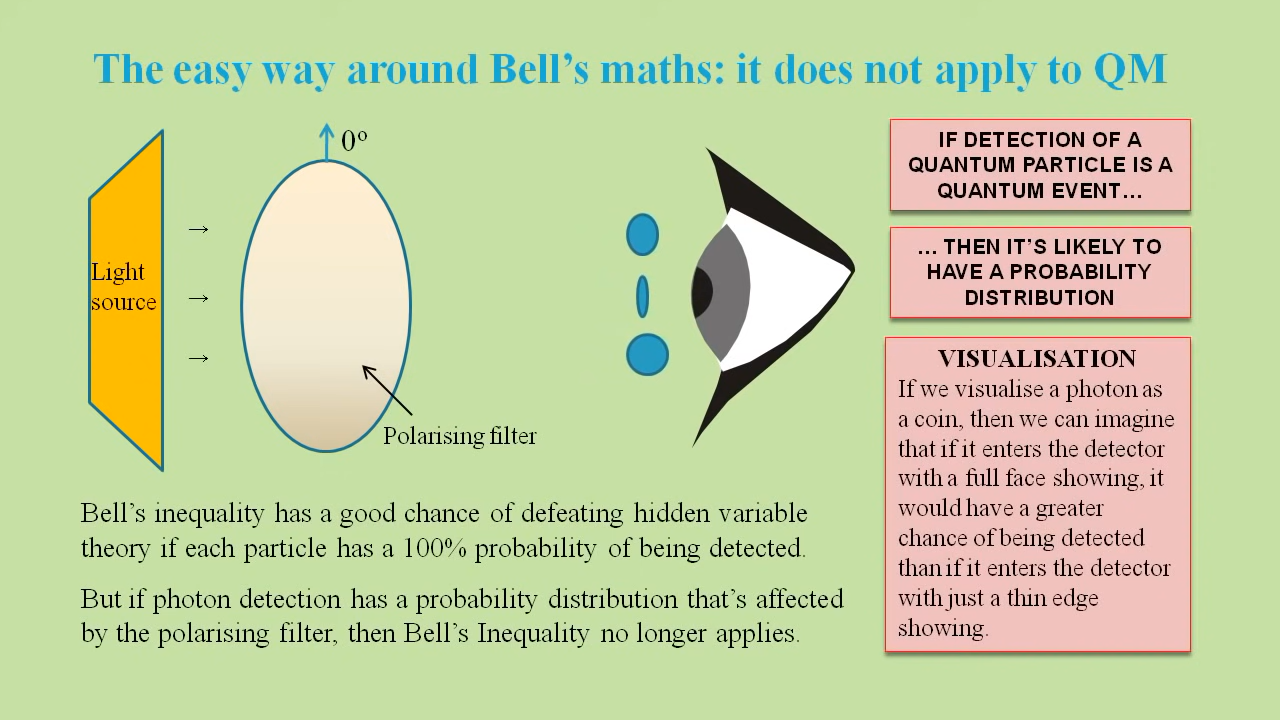 The easy way around Bell’s maths: it does not apply to QM
0º
Light
source
→
→
→
Polarising filter
IF DETECTION OF A
QUANTUM PARTICLE IS A
QUANTUM EVENT…
… THEN IT’S LIKELY TO
HAVE A PROBABILITY
DISTRIBUTION
VISUALISATION
If we visualise a photon as
a coin, then we can imagine
that if it enters the detector
with a full face showing, it
would have a greater
chance of being detected
than if it enters the detector
with just a thin edge
showing.
Bell’s inequality has a good chance of defeating hidden variable
theory if each particle has a 100% probability of being detected.
But if photon detection has a probability distribution that’s affected
by the polarising filter, then Bell’s Inequality no longer applies.